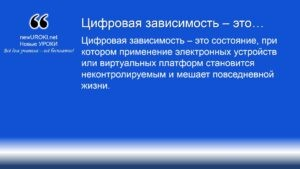 Цифровая зависимость – это…
newUROKI.net
Новые УРОКИ
Всё для учителя – всё бесплатно!
Цифровая зависимость – это состояние, при
котором применение электронных устройств
или виртуальных платформ становится
неконтролируемым и мешает повседневной
жизни.